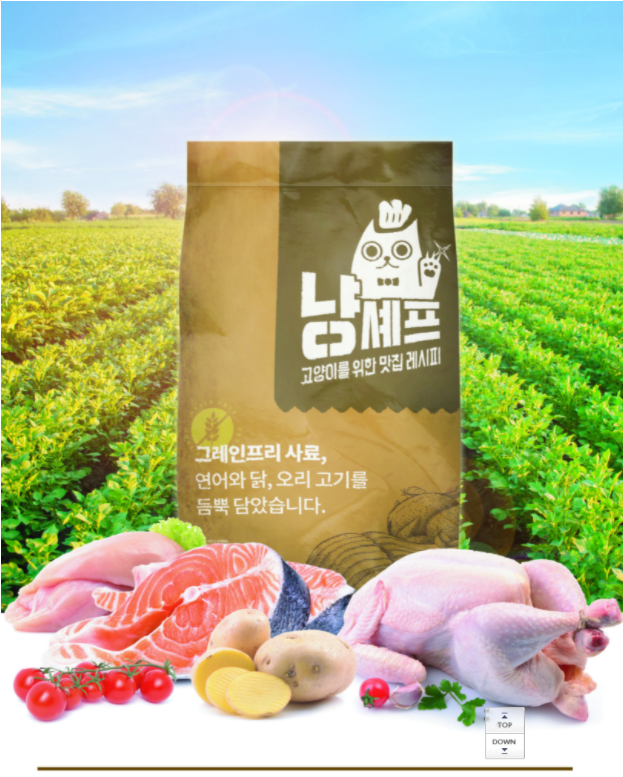 냥셰프
고양이를 위한 맛집 레시피
그레인프리 사료,
연어와 닭, 오리 고기를
듬뿍 담았습니다.
TOP
DOWN